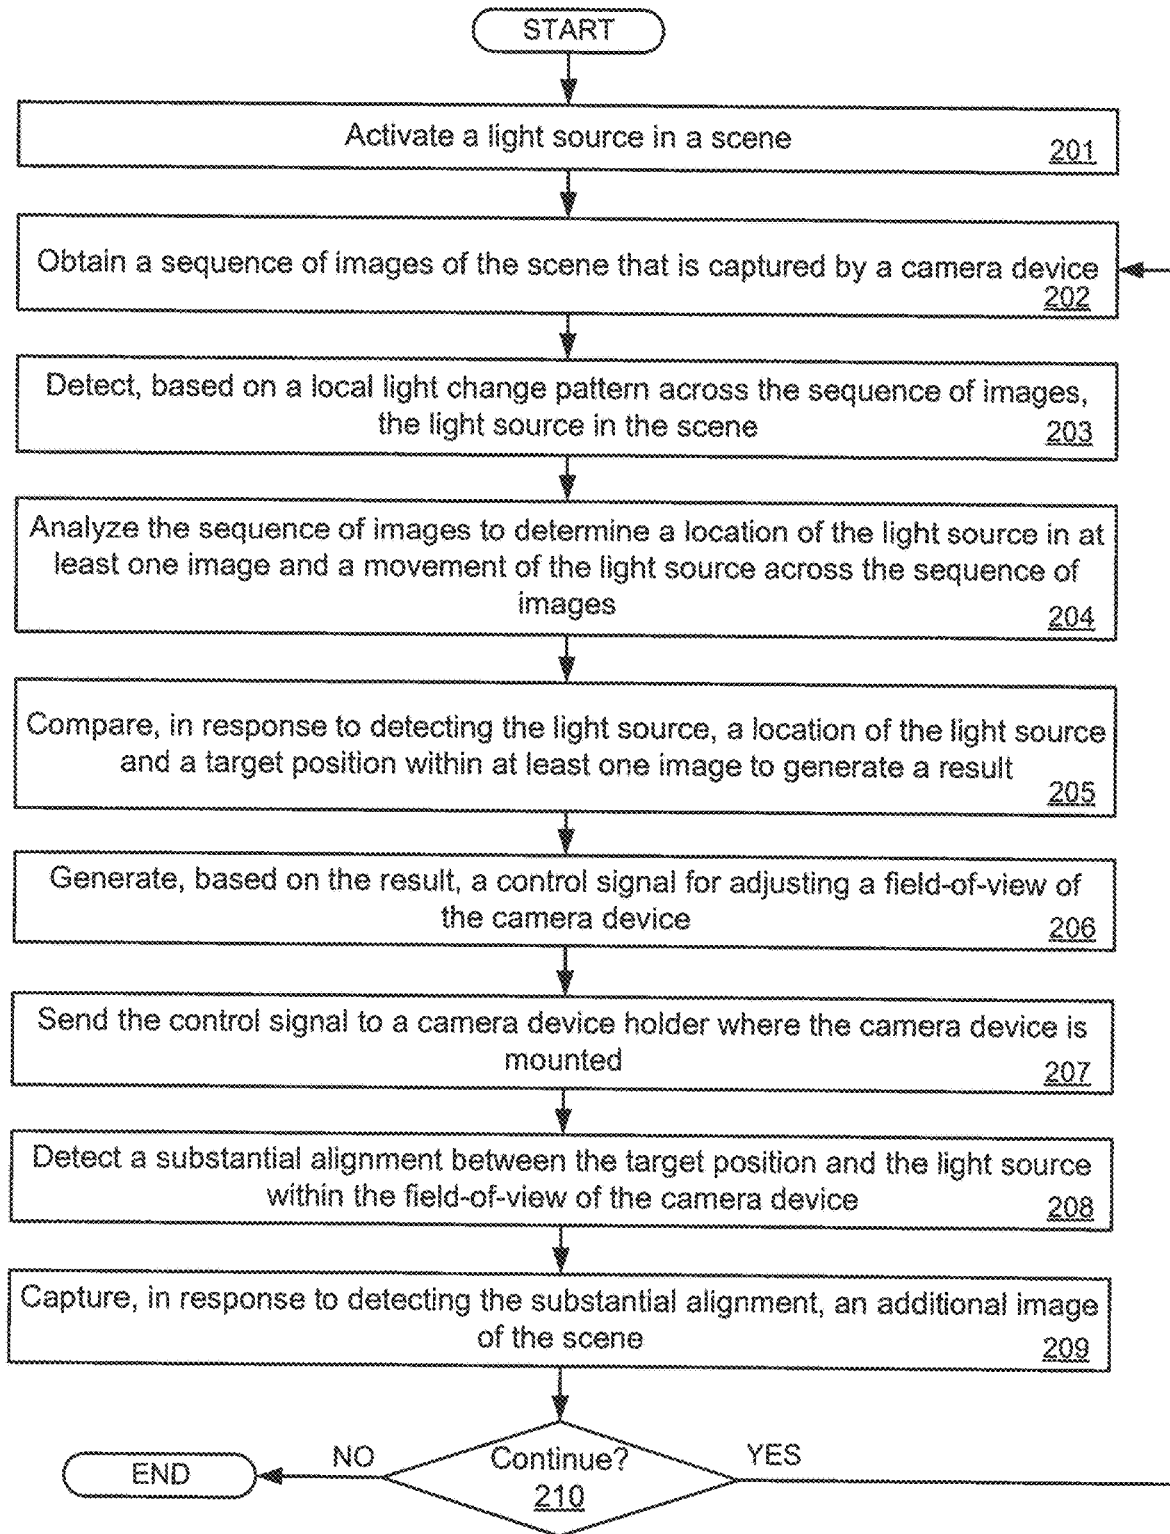 START
Activate a light source in a scene
201
Obtain a sequence of images of the scene that is captured by a camera device
202
Detect, based on a local light change pattern across the sequence of images,
the light source in the scene
203
Analyze the sequence of images to determine a location of the light source in at
least one image and a movement of the light source across the sequence of
images
204
Compare, in response to detecting the light source, a location of the light source
and a target position within at least one image to generate a result
205
Generate, based on the result, a control signal for adjusting a field-of-view of
the camera device
206
Send the control signal to a camera device holder where the camera device is
mounted
207
Detect a substantial alignment between the target position and the light source
within the field-of-view of the camera device
208
Capture, in response to detecting the substantial alignment, an additional image
of the scene
209
END
NO
Continue?
210
YES